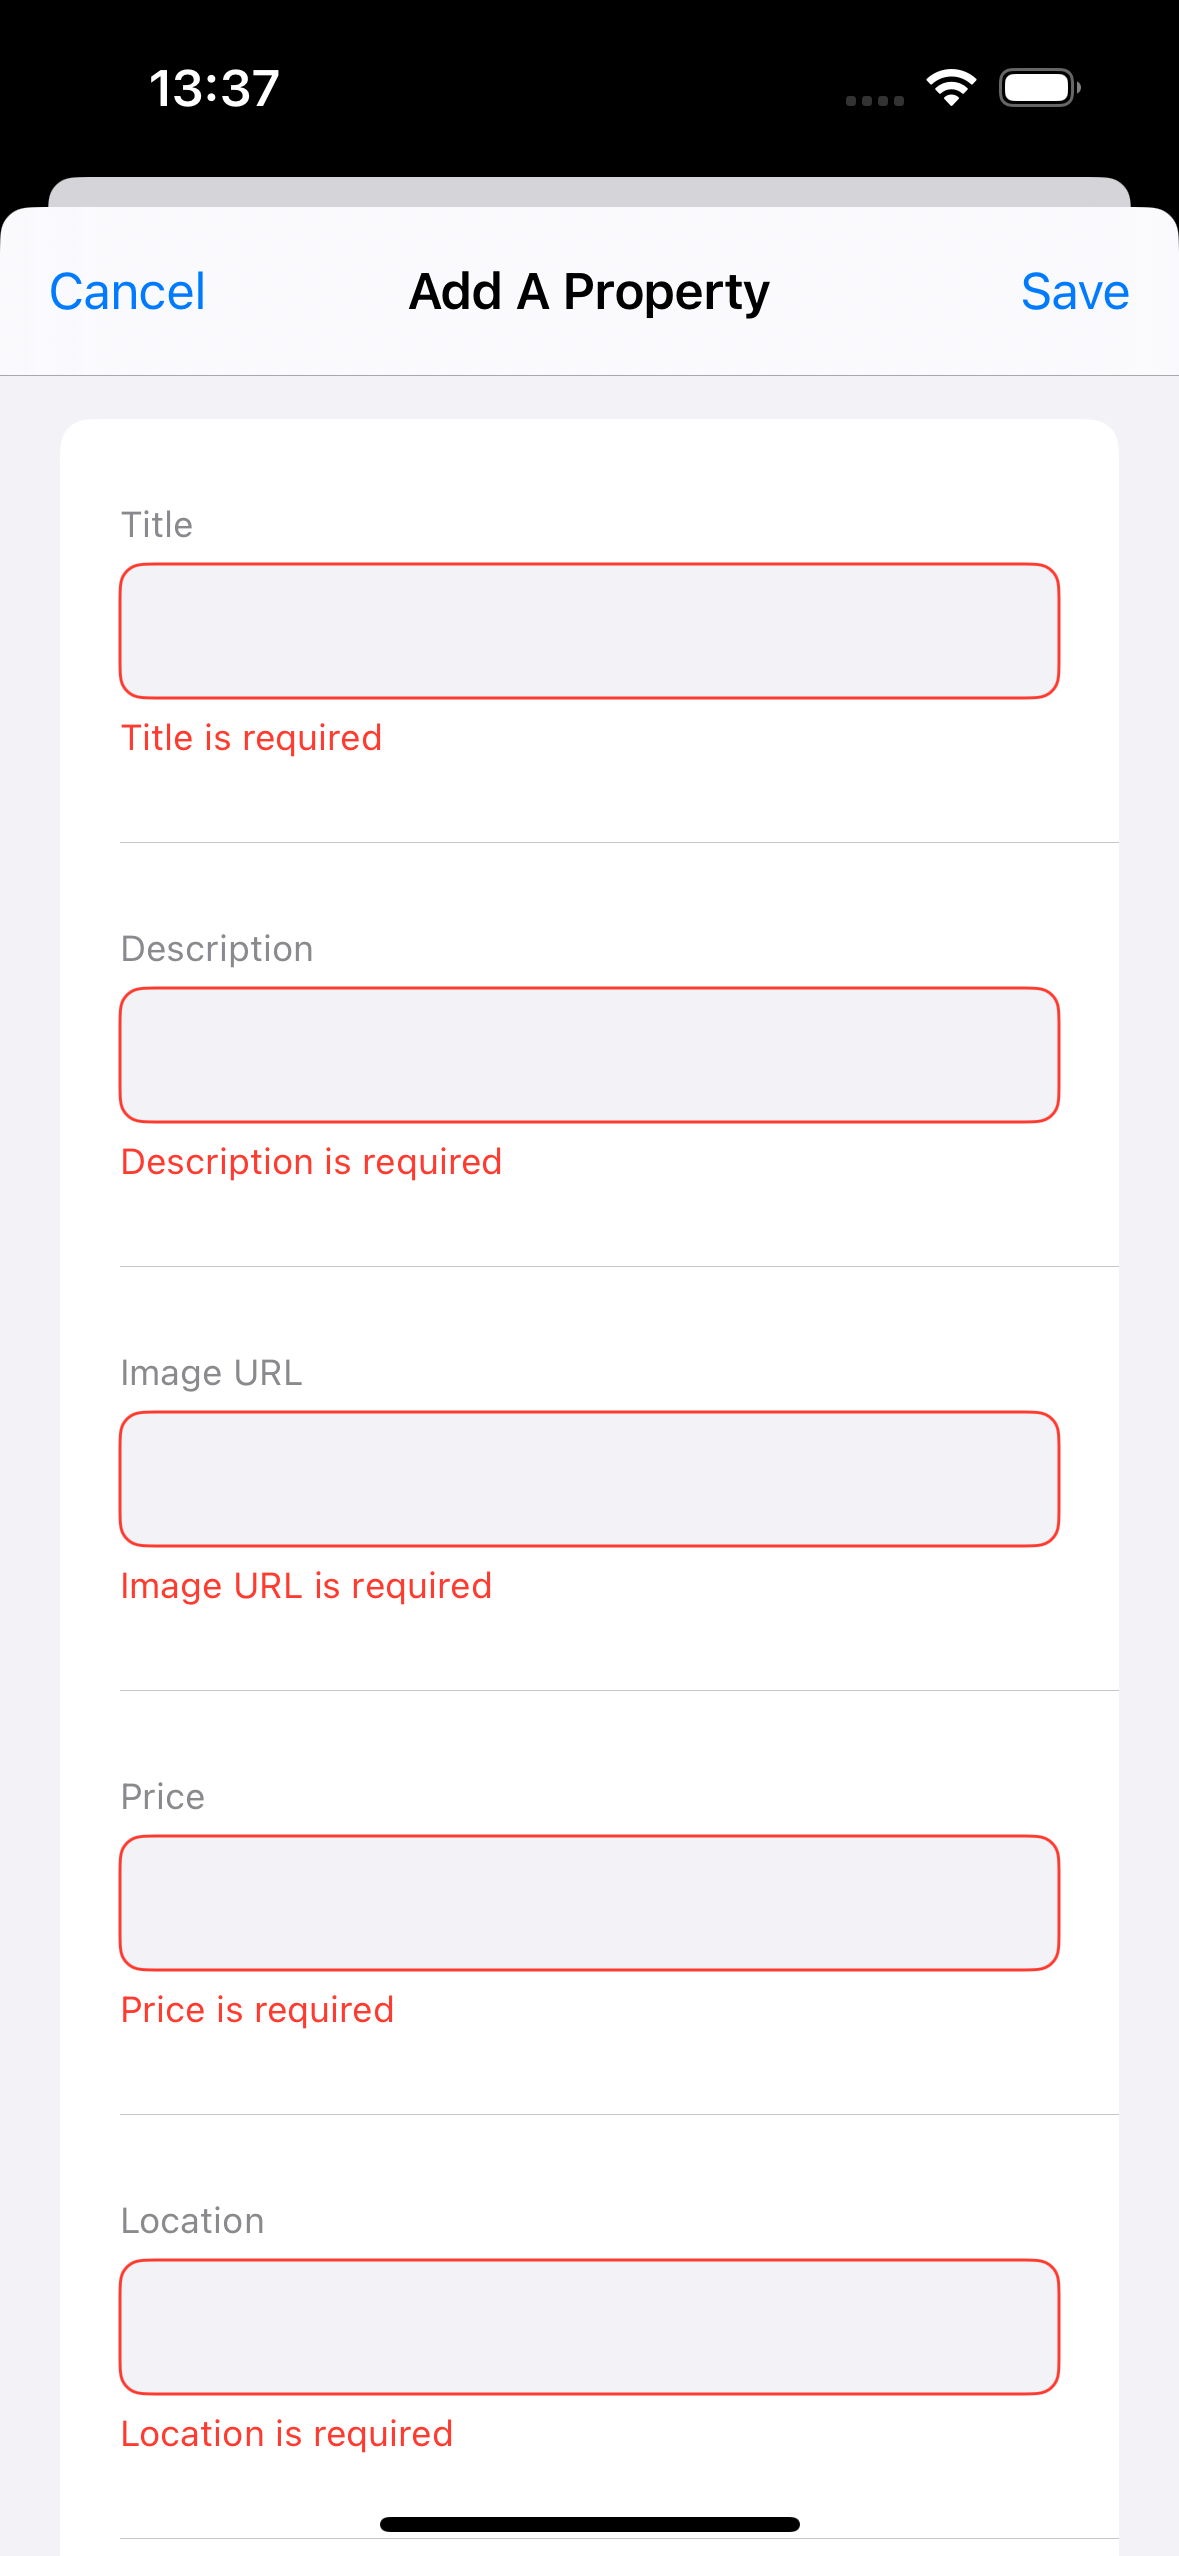 13:37
Cancel
Add A Property
Save
Title
Title is required
Description
Description is required
Image URL
Image URL is required
Price
Price is required
Location
Location is required